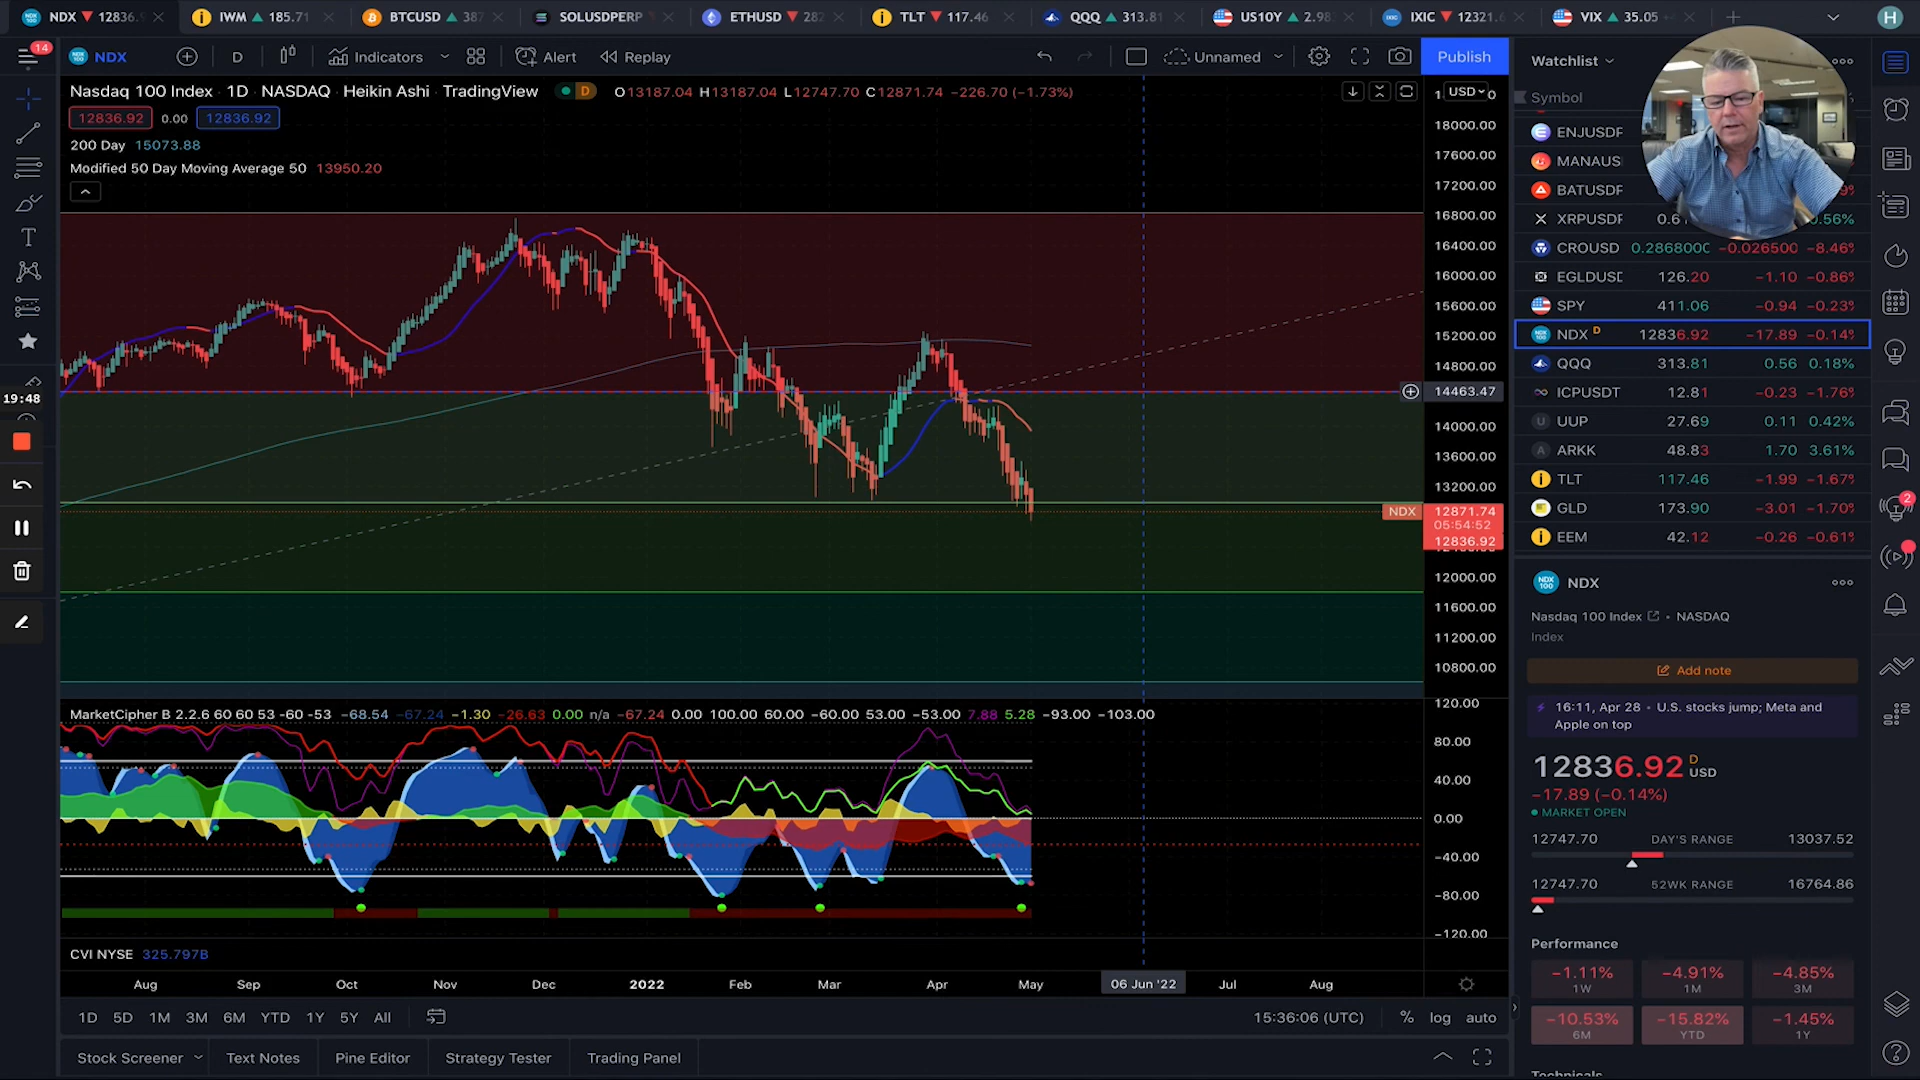 NDX 12836.
IWM 185.71
BTCUSD 387
SOLUSDPERP
ETHUSD 282
TLT 117.46
QQQ 313.81
US10Y 2.98
IXIC 12321.6
VIX 35.05
H
14
NDX
D
Indicators
Alert
Replay
Unnamed
Publish
Nasdaq 100 Index · 1D · NASDAQ Heikin Ashi · TradingView
D
O13187.04 H13187.04 L12747.70 C12871.74 −226.70 (−1.73%)
12836.92 0.00 12836.92
200 Day 15073.88
Modified 50 Day Moving Average 50 13950.20
USD
18000.00
17600.00
17200.00
16800.00
16400.00
16000.00
15600.00
15200.00
14800.00
14463.47
14000.00
13600.00
13200.00
NDX 12871.74
05:54:52
12836.92
12000.00
11600.00
11200.00
10800.00
19:48
MarketCipher B 2.2.6 60 60 53 -60 -53 −68.54 −67.24 −1.30 −26.63 0.00 n/a −67.24 0.00 100.00 60.00 −60.00 53.00 −53.00 7.88 5.28 −93.00 −103.00
120.00
80.00
40.00
0.00
−40.00
−80.00
−120.00
CVI NYSE 325.797B
Aug Sep Oct Nov Dec 2022 Feb Mar Apr May 06 Jun '22 Jul Aug
1D 5D 1M 3M 6M YTD 1Y 5Y All
15:36:06 (UTC) % log auto
Stock Screener Text Notes Pine Editor Strategy Tester Trading Panel
Watchlist
Symbol
ENJUSDF
MANAUS
BATUSDF
XRPUSDF 0.6 0.56%
CROUSD 0.2868000 −0.026500 −8.46%
EGLDUSD 126.20 −1.10 −0.86%
SPY 411.06 −0.94 −0.23%
NDX D 12836.92 −17.89 −0.14%
QQQ 313.81 0.56 0.18%
ICPUSDT 12.81 −0.23 −1.76%
UUP 27.69 0.11 0.42%
ARKK 48.83 1.70 3.61%
TLT 117.46 −1.99 −1.67%
GLD 173.90 −3.01 −1.70%
EEM 42.12 −0.26 −0.61%
2
NDX
Nasdaq 100 Index · NASDAQ
Index
Add note
16:11, Apr 28 · U.S. stocks jump; Meta and
Apple on top
12836.92 D USD
−17.89 (−0.14%)
MARKET OPEN
12747.70 DAY'S RANGE 13037.52
12747.70 52WK RANGE 16764.86
Performance
−1.11% −4.91% −4.85%
1W 1M 3M
−10.53% −15.82% −1.45%
6M YTD 1Y
Technicals